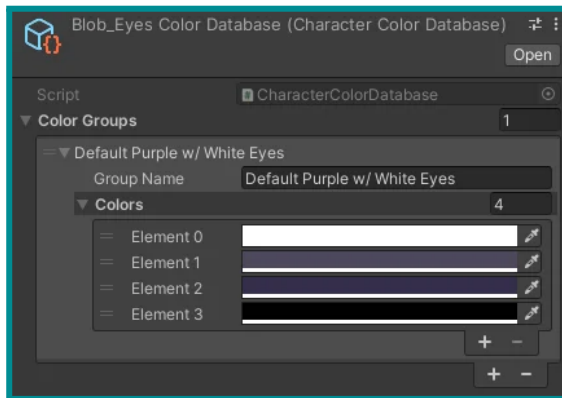 Blob_Eyes Color Database (Character Color Database)
Open
Script CharacterColorDatabase
Color Groups 1
Default Purple w/ White Eyes
Group Name Default Purple w/ White Eyes
Colors 4
Element 0
Element 1
Element 2
Element 3